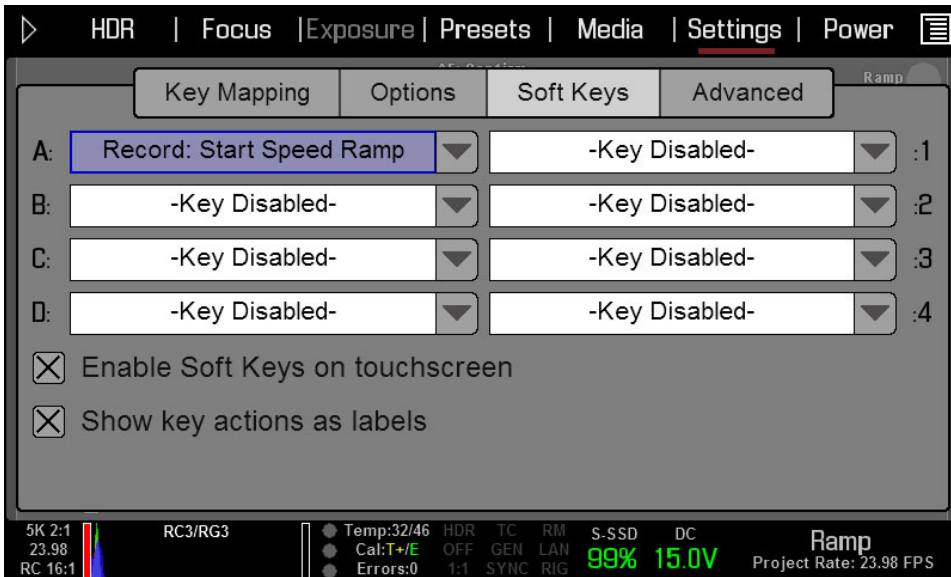 HDR | Focus | Exposure | Presets | Media | Settings | Power
Ramp
Key Mapping Options Soft Keys Advanced
A: Record: Start Speed Ramp -Key Disabled- :1
B: -Key Disabled- -Key Disabled- :2
C: -Key Disabled- -Key Disabled- :3
D: -Key Disabled- -Key Disabled- :4
Enable Soft Keys on touchscreen
Show key actions as labels
5K 2:1 RC3/RG3 Temp:32/46 HDR TC RM S-SSD DC Ramp
23.98 Cal:T+/E OFF GEN LAN 99% 15.0V Project Rate: 23.98 FPS
RC 16:1 Errors:0 1:1 SYNC RIG